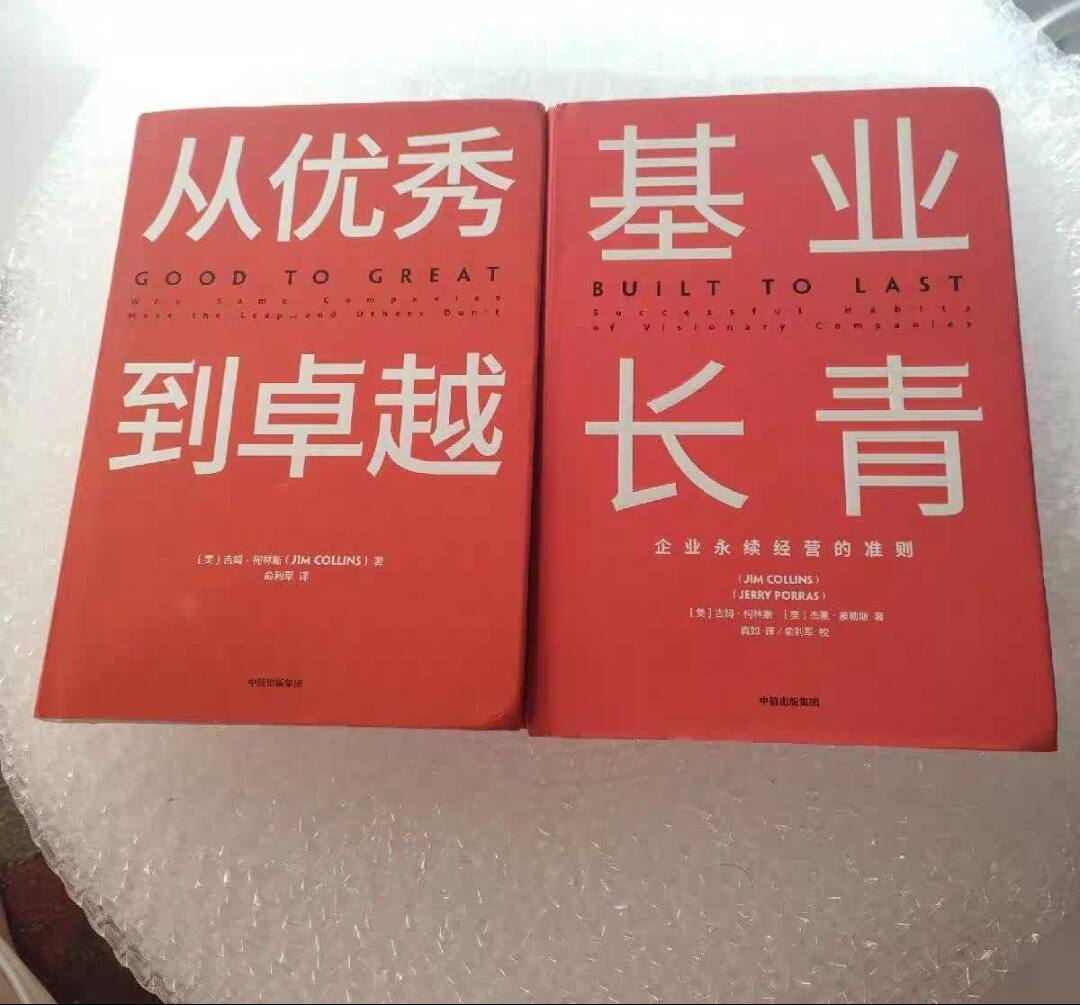 从优秀
GOOD TO GREAT
Why Some Companies
Make the Leap...and Others Don't
到卓越
[美]吉姆·柯林斯(JIM COLLINS)著
俞利军 译
中信出版集团
基业
BUILT TO LAST
Successful Habits
of Visionary Companies
长青
企业永续经营的准则
(JIM COLLINS)
(JERRY PORRAS)
[美]吉姆·柯林斯 [美]杰里·波勒斯 著
真如 译/俞利军 校
中信出版集团